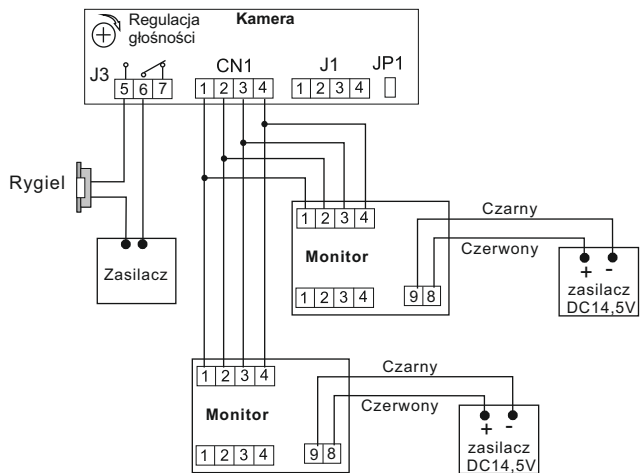 Kamera
Regulacja
głośności
J3
CN1
J1
JP1
5 6 7
1 2 3 4
1 2 3 4
Rygiel
Zasilacz
1 2 3 4
Monitor
1 2 3 4
9 8
Czarny
Czerwony
+ -
zasilacz
DC14,5V
1 2 3 4
Monitor
1 2 3 4
9 8
Czarny
Czerwony
+ -
zasilacz
DC14,5V